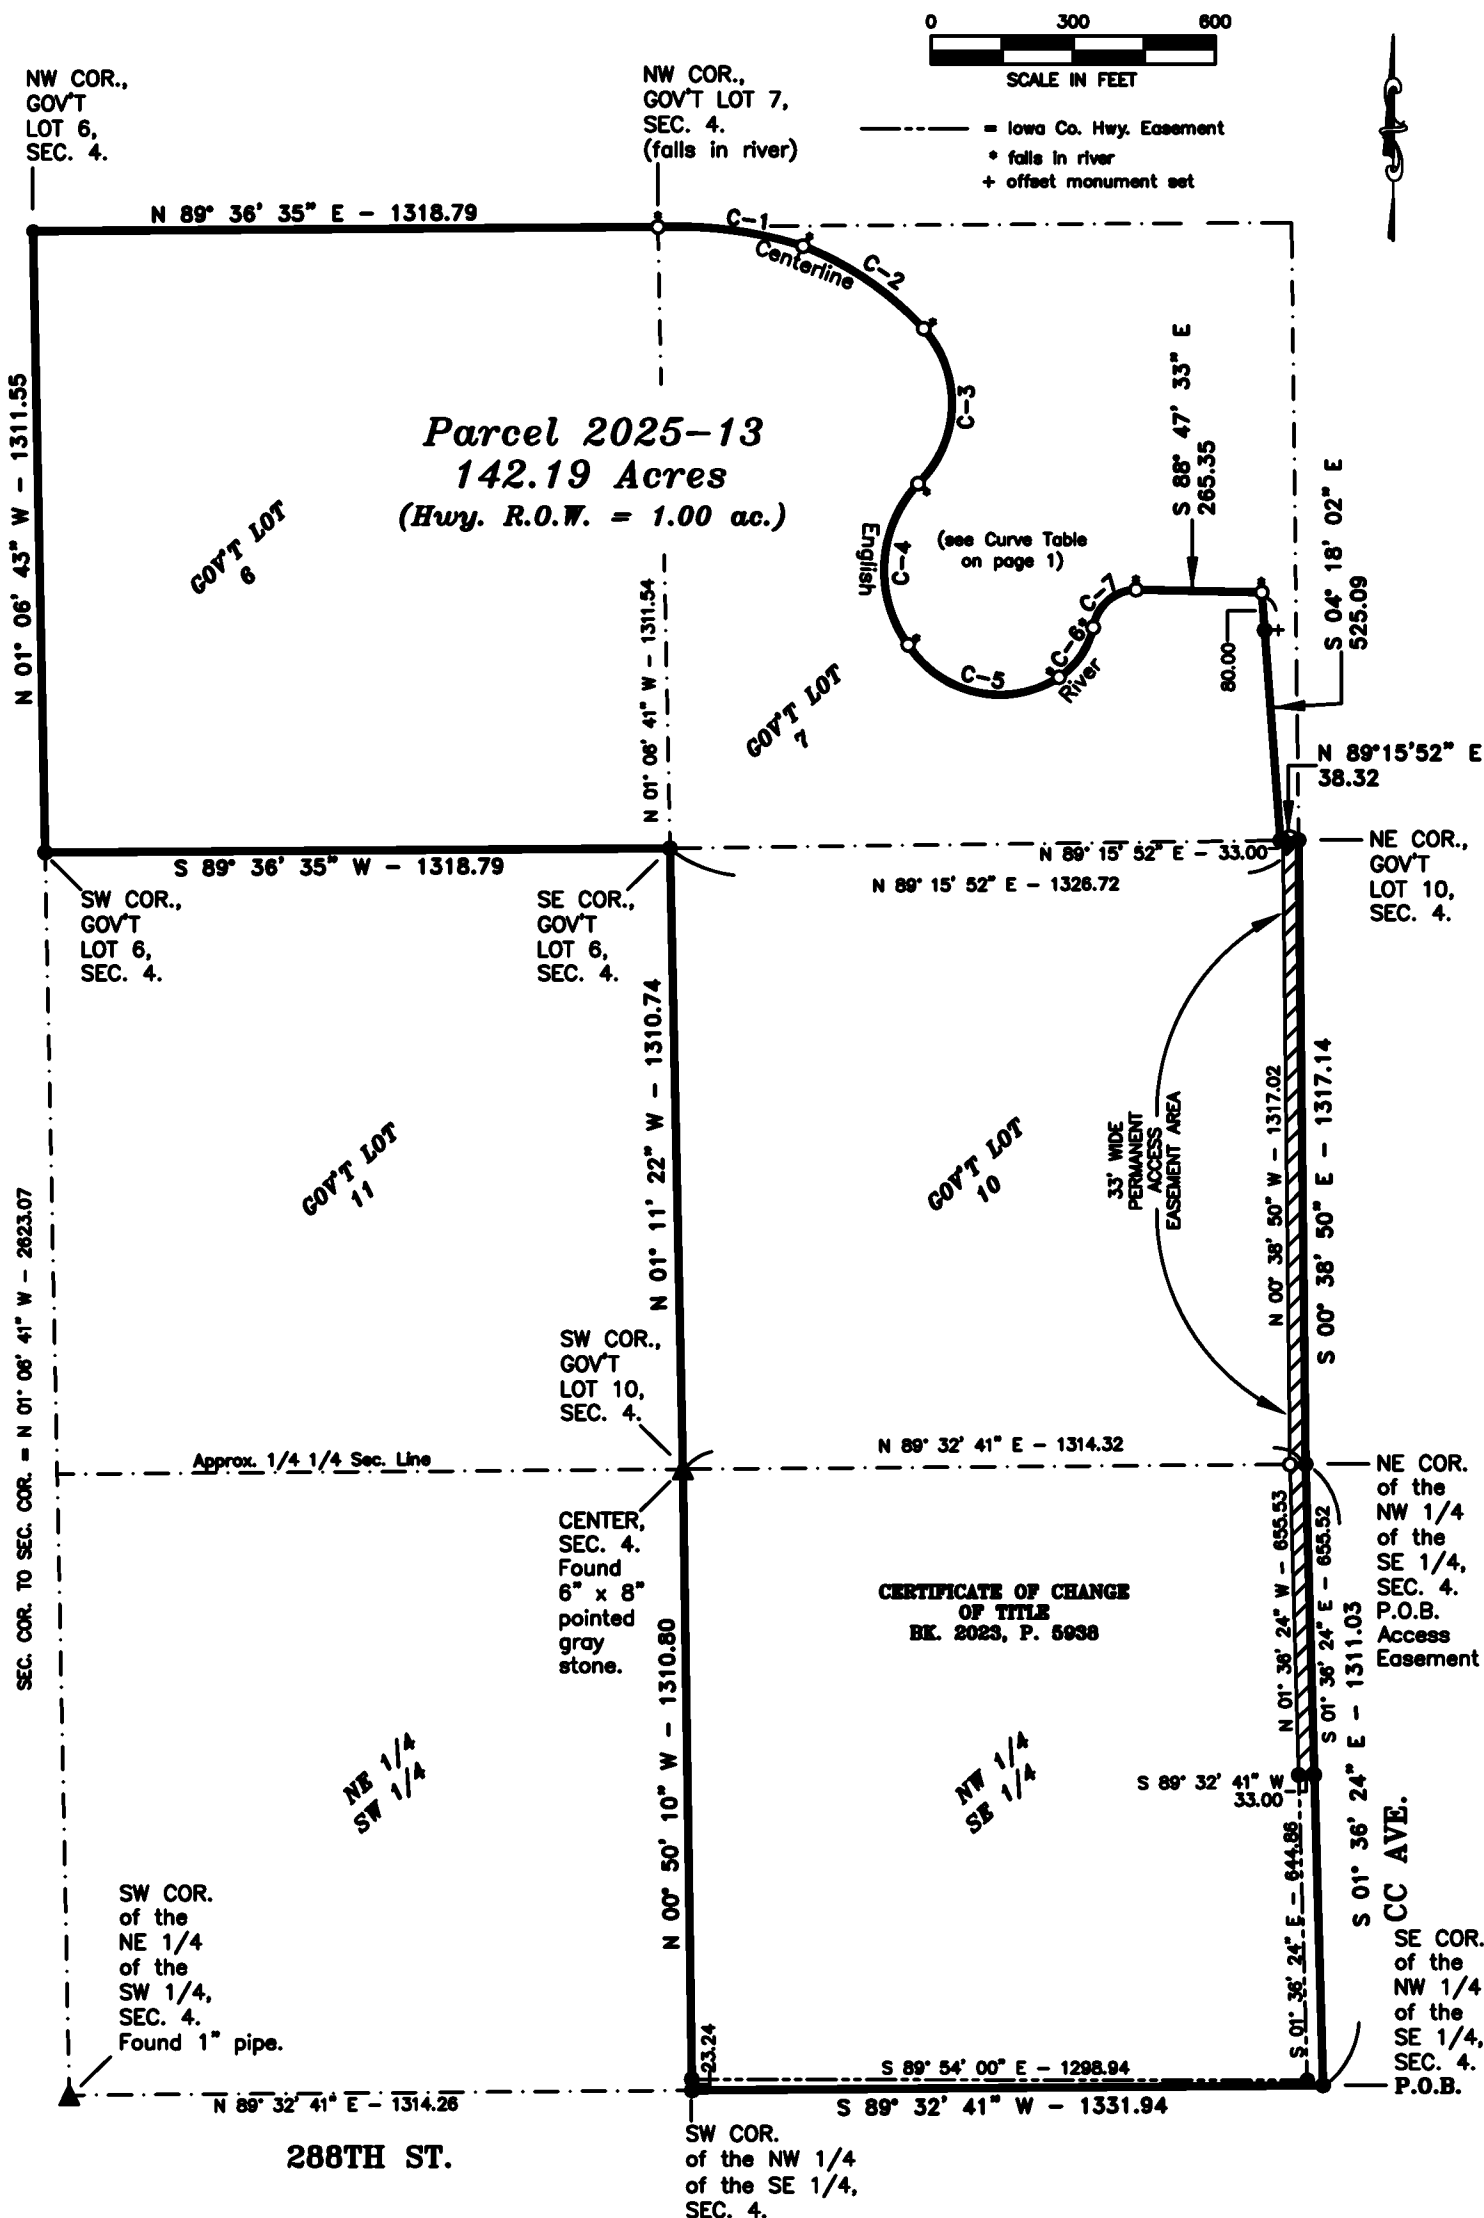 0 300 600
SCALE IN FEET
= Iowa Co. Hwy. Easement
* falls in river
+ offset monument set
NW COR.,
GOV'T
LOT 6,
SEC. 4.
NW COR.,
GOV'T LOT 7,
SEC. 4.
(falls in river)
N 89° 36' 35" E - 1318.79
C-1
Centerline
C-2
C-3
C-4
English
C-5
C-6
River
C-7
(see Curve Table
on page 1)
S 88° 47' 33" E
265.35
S 04° 18' 02" E
525.09
80.00
N 89°15'52" E
38.32
N 01° 06' 43" W - 1311.55
Parcel 2025-13
142.19 Acres
(Hwy. R.O.W. = 1.00 ac.)
GOV'T LOT
6
N 01° 06' 41" W - 1311.54
GOV'T LOT
7
S 89° 36' 35" W - 1318.79
N 89° 15' 52" E - 33.00
N 89° 15' 52" E - 1326.72
NE COR.,
GOV'T
LOT 10,
SEC. 4.
SW COR.,
GOV'T
LOT 6,
SEC. 4.
SE COR.,
GOV'T
LOT 6,
SEC. 4.
N 01° 11' 22" W - 1310.74
GOV'T LOT
11
GOV'T LOT
10
33' WIDE
PERMANENT
ACCESS
EASEMENT AREA
N 00° 38' 50" W - 1317.02
S 00° 38' 50" E - 1317.14
SEC. COR. TO SEC. COR. = N 01° 06' 41" W - 2623.07
SW COR.,
GOV'T
LOT 10,
SEC. 4.
Approx. 1/4 1/4 Sec. Line
N 89° 32' 41" E - 1314.32
CENTER,
SEC. 4.
Found
6" x 8"
pointed
gray
stone.
NE COR.
of the
NW 1/4
of the
SE 1/4,
SEC. 4.
P.O.B.
Access
Easement
CERTIFICATE OF CHANGE
OF TITLE
BK. 2023, P. 5938
N 01° 36' 24" W - 655.53
S 01° 36' 24" E - 655.52
S 01° 36' 24" E - 1311.03
N 00° 50' 10" W - 1310.80
NE 1/4
SW 1/4
NW 1/4
SE 1/4
S 89° 32' 41" W
33.00
S 01° 36' 24" E - 644.86
CC AVE.
SW COR.
of the
NE 1/4
of the
SW 1/4,
SEC. 4.
Found 1" pipe.
SE COR.
of the
NW 1/4
of the
SE 1/4,
SEC. 4.
P.O.B.
23.24
S 89° 54' 00" E - 1298.94
N 89° 32' 41" E - 1314.26
S 89° 32' 41" W - 1331.94
288TH ST.
SW COR.
of the NW 1/4
of the SE 1/4,
SEC. 4.